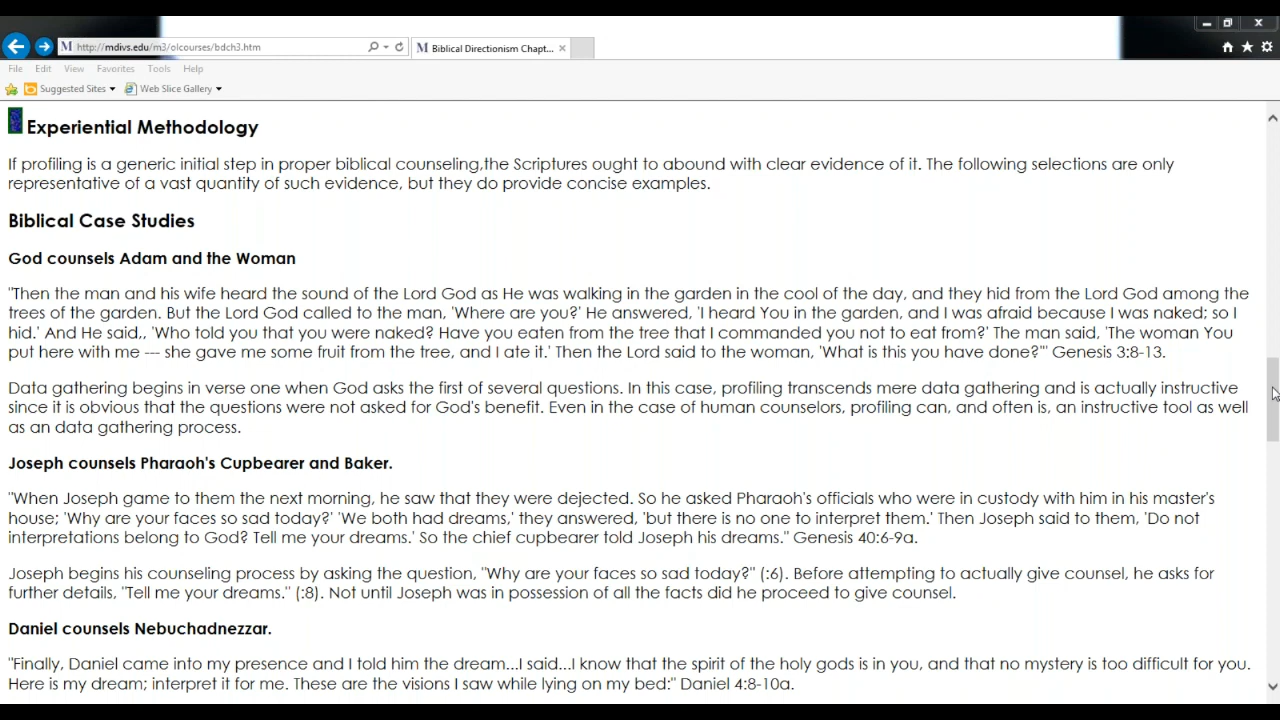 http://mdivs.edu/m3/olcourses/bdch3.htm
Biblical Directionism Chapt...
File Edit View Favorites Tools Help
Suggested Sites Web Slice Gallery
Experiential Methodology
If profiling is a generic initial step in proper biblical counseling,the Scriptures ought to abound with clear evidence of it. The following selections are only
representative of a vast quantity of such evidence, but they do provide concise examples.
Biblical Case Studies
God counsels Adam and the Woman
"Then the man and his wife heard the sound of the Lord God as He was walking in the garden in the cool of the day, and they hid from the Lord God among the
trees of the garden. But the Lord God called to the man, 'Where are you?' He answered, 'I heard You in the garden, and I was afraid because I was naked; so I
hid.' And He said,, 'Who told you that you were naked? Have you eaten from the tree that I commanded you not to eat from?' The man said, 'The woman You
put here with me --- she gave me some fruit from the tree, and I ate it.' Then the Lord said to the woman, 'What is this you have done?'" Genesis 3:8-13.
Data gathering begins in verse one when God asks the first of several questions. In this case, profiling transcends mere data gathering and is actually instructive
since it is obvious that the questions were not asked for God's benefit. Even in the case of human counselors, profiling can, and often is, an instructive tool as well
as an data gathering process.
Joseph counsels Pharaoh's Cupbearer and Baker.
"When Joseph game to them the next morning, he saw that they were dejected. So he asked Pharaoh's officials who were in custody with him in his master's
house; 'Why are your faces so sad today?' 'We both had dreams,' they answered, 'but there is no one to interpret them.' Then Joseph said to them, 'Do not
interpretations belong to God? Tell me your dreams.' So the chief cupbearer told Joseph his dreams." Genesis 40:6-9a.
Joseph begins his counseling process by asking the question, "Why are your faces so sad today?" (:6). Before attempting to actually give counsel, he asks for
further details, "Tell me your dreams." (:8). Not until Joseph was in possession of all the facts did he proceed to give counsel.
Daniel counsels Nebuchadnezzar.
"Finally, Daniel came into my presence and I told him the dream...I said...I know that the spirit of the holy gods is in you, and that no mystery is too difficult for you.
Here is my dream; interpret it for me. These are the visions I saw while lying on my bed:" Daniel 4:8-10a.